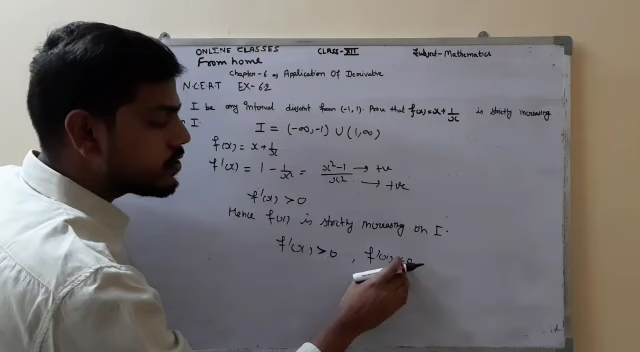 ONLINE CLASSES CLASS-XII Subject- Mathematics
From home
Chapter-6, Application Of Derivative
NCERT EX-6.2
I be any interval disjoint from (-1, 1). Prove that f(x)=x+1/x is strictly increasing
I. I = (-∞, -1) ∪ (1, ∞)
f(x) = x + 1/x
f'(x) = 1 - 1/x² = x²-1/x² → +ve → +ve
f'(x) > 0
Hence f(x) is strictly increasing on I.
f'(x) > 0 , f'(x)